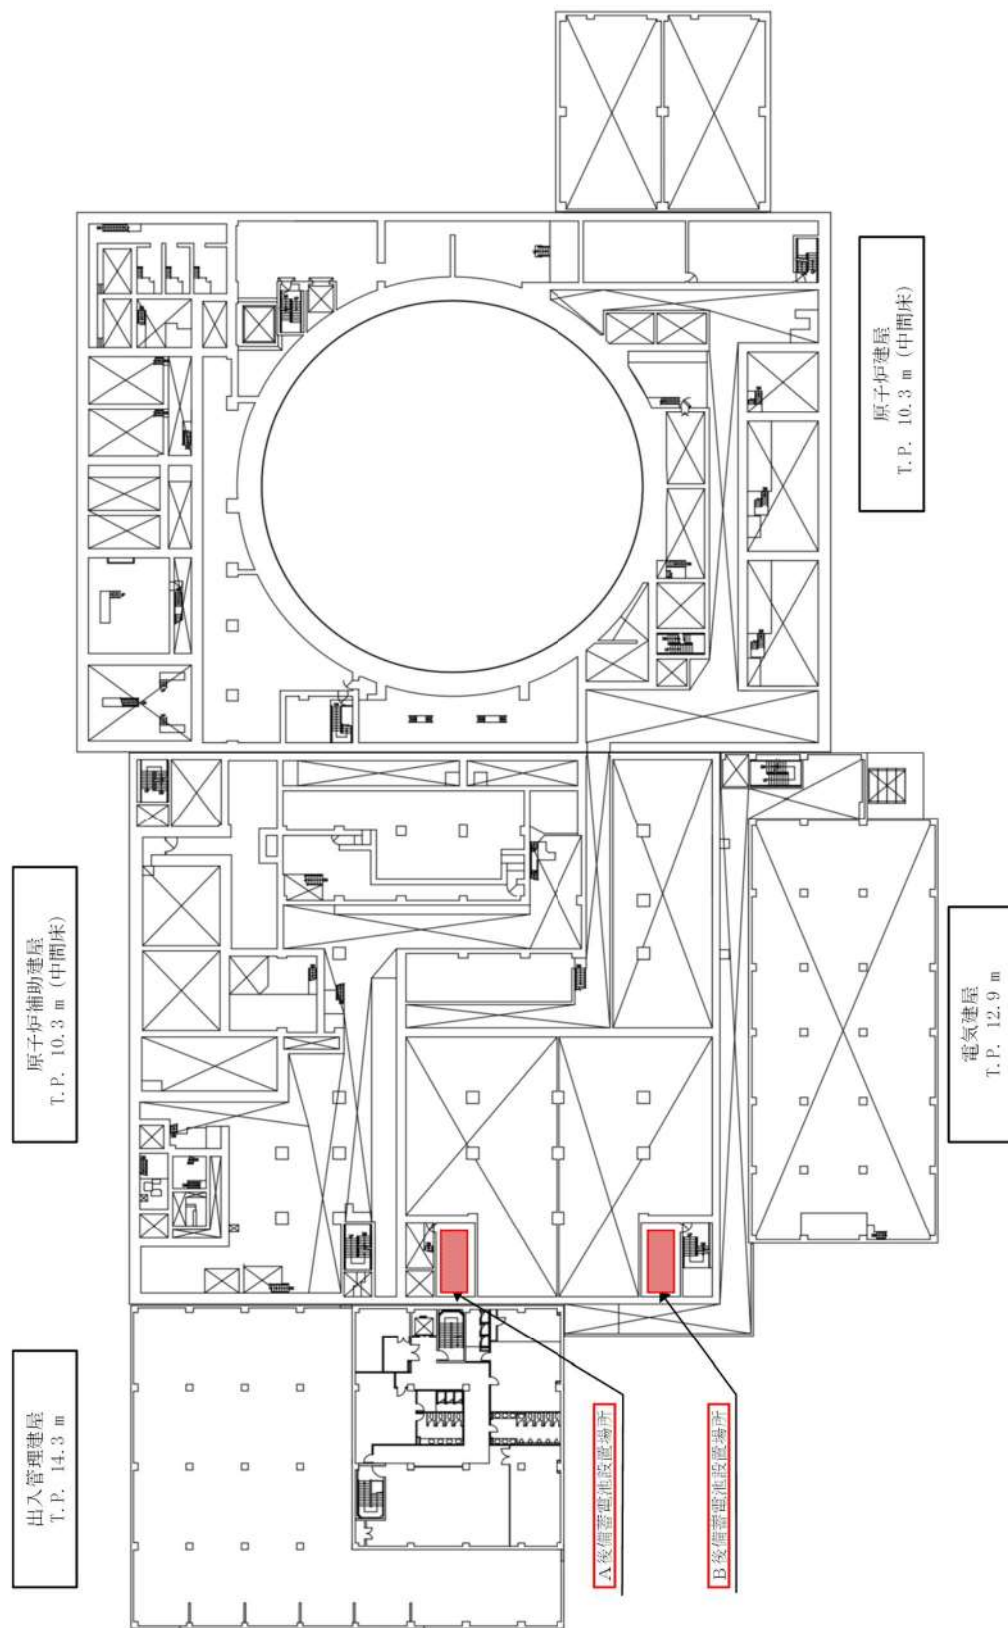 原子炉建屋
T.P. 10.3 m (中間床)
原子炉補助建屋
T.P. 10.3 m (中間床)
電気建屋
T.P. 12.9 m
出入管理建屋
T.P. 14.3 m
A後備蓄電池設置場所
B後備蓄電池設置場所